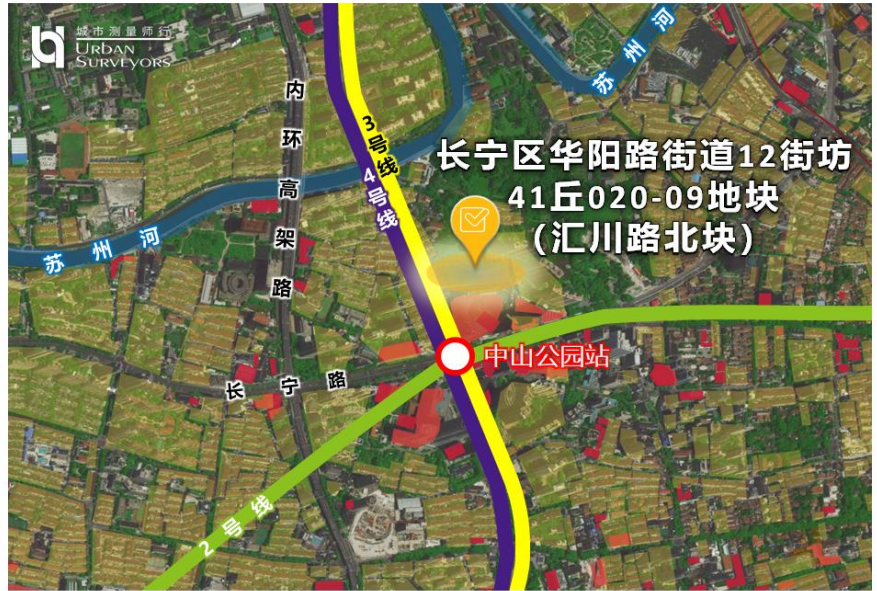 城市测量师行
URBAN
SURVEYORS
苏州河
内环高架路
3号线
4号线
长宁区华阳路街道12街坊
41丘020-09地块
(汇川路北块)
苏州河
中山公园站
长宁路
2号线